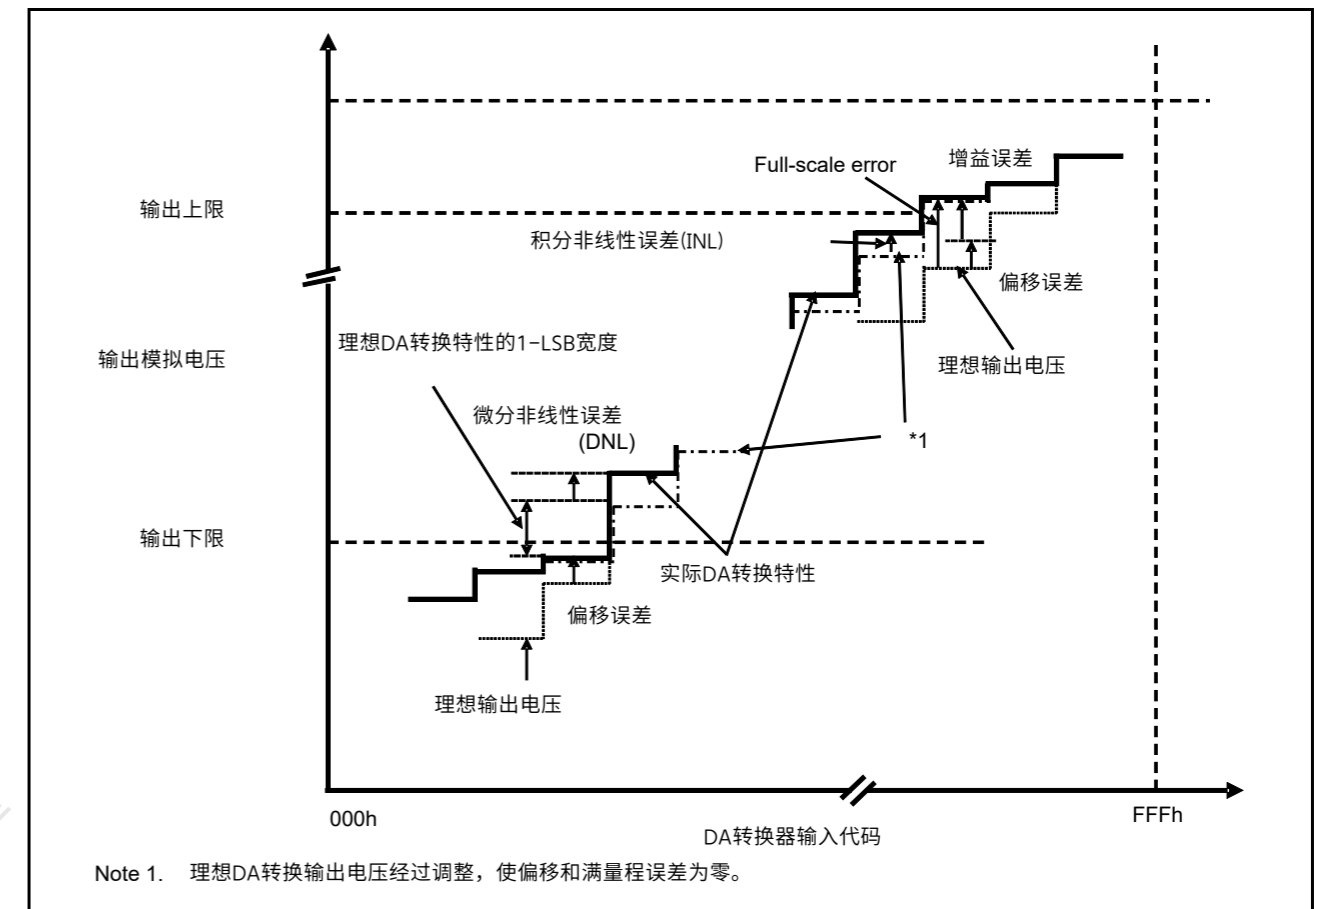 Full-scale error
增益误差
输出上限
积分非线性误差(INL)
偏移误差
理想DA转换特性的1-LSB宽度
输出模拟电压
理想输出电压
微分非线性误差
(DNL)
*1
输出下限
实际DA转换特性
偏移误差
理想输出电压
000h
FFFh
DA转换器输入代码
Note 1. 理想DA转换输出电压经过调整，使偏移和满量程误差为零。